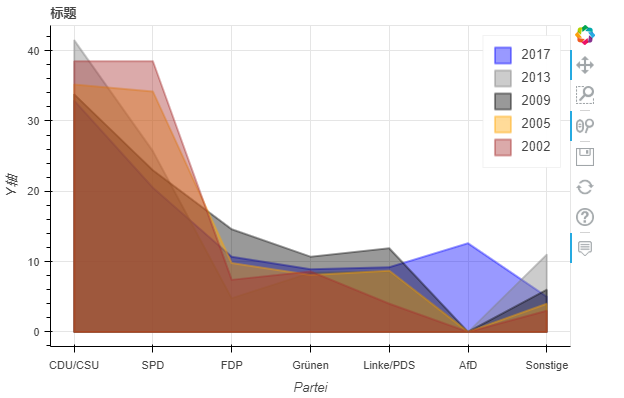 标题
40
30
20
10
0
Y轴
2017
2013
2009
2005
2002
CDU/CSU SPD FDP Grünen Linke/PDS AfD Sonstige
Partei